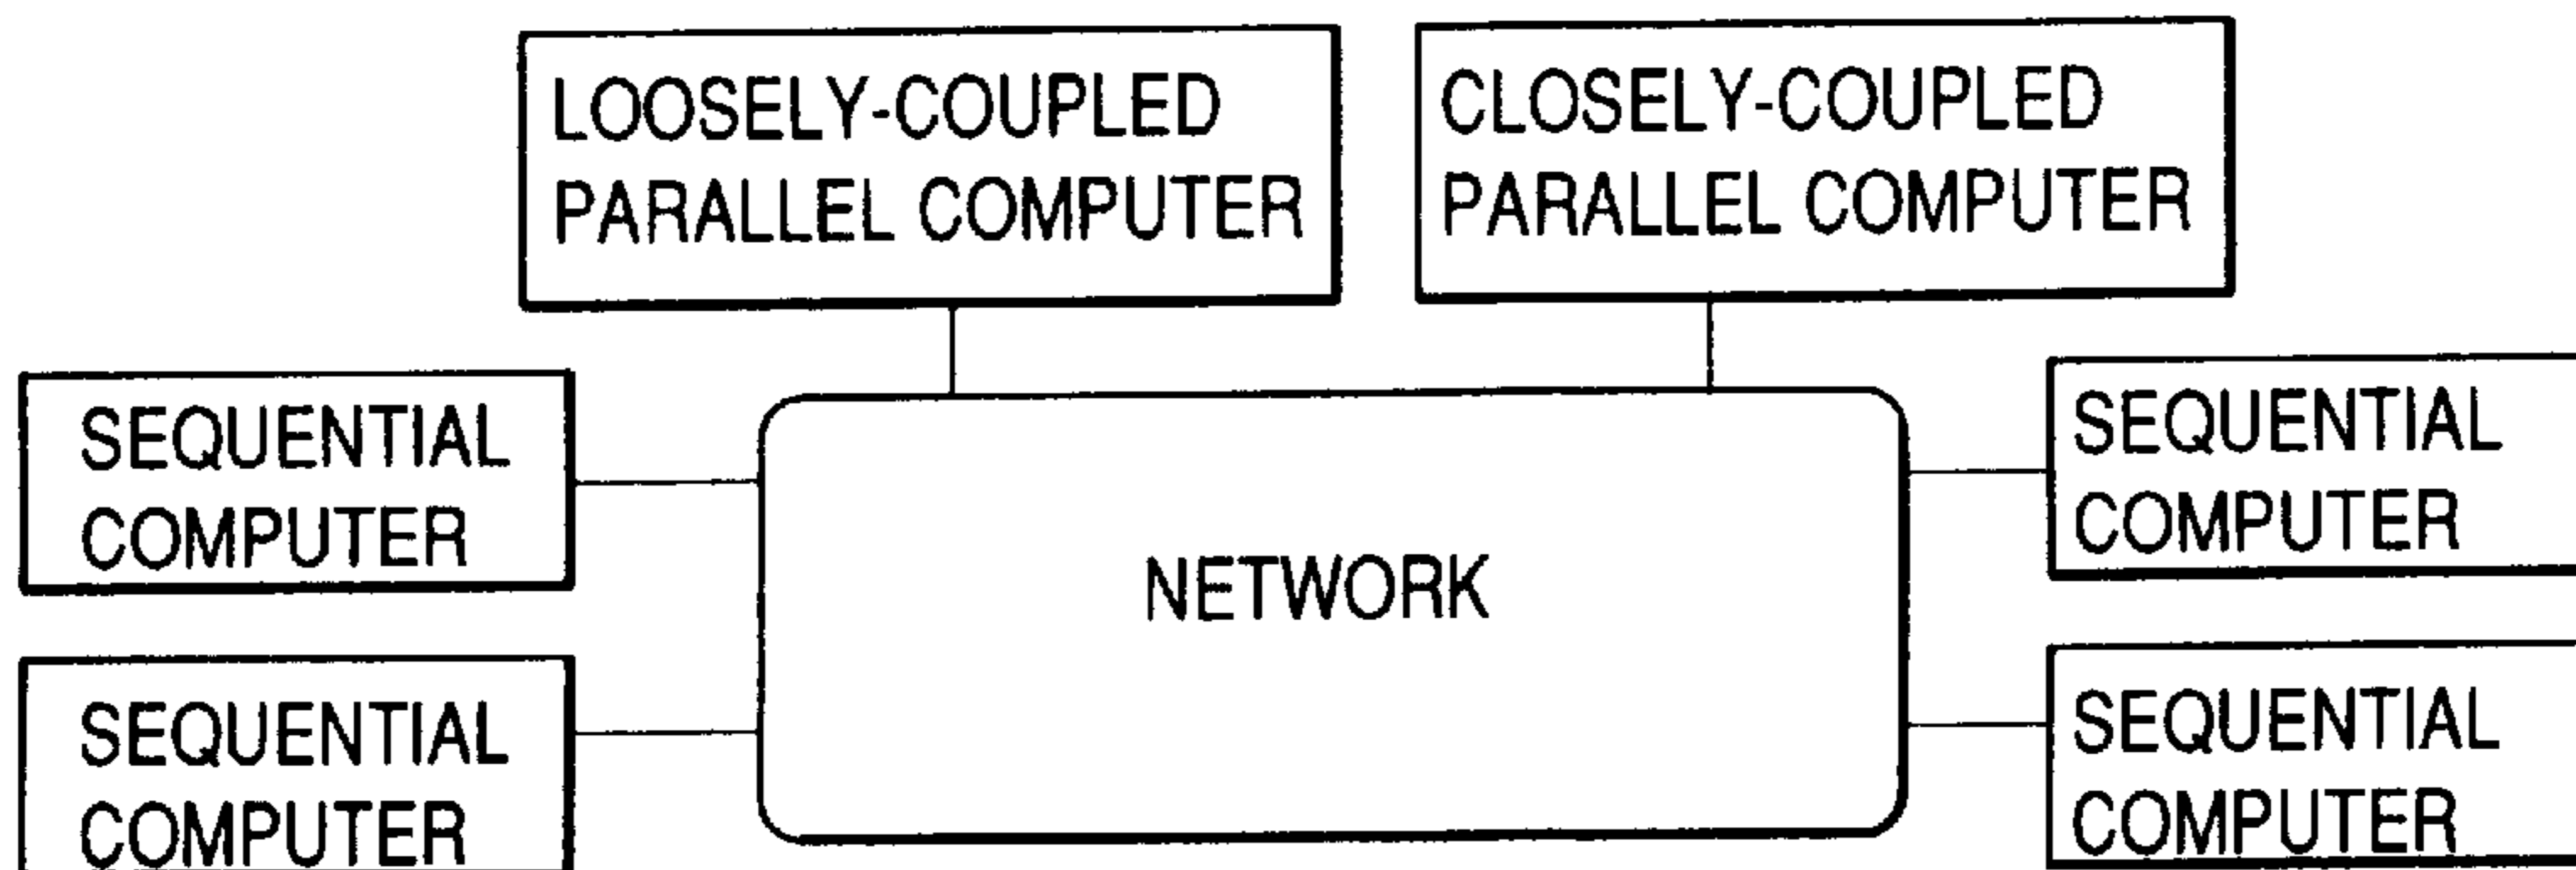 LOOSELY-COUPLED
PARALLEL COMPUTER
CLOSELY-COUPLED
PARALLEL COMPUTER
SEQUENTIAL
COMPUTER
SEQUENTIAL
COMPUTER
NETWORK
SEQUENTIAL
COMPUTER
SEQUENTIAL
COMPUTER